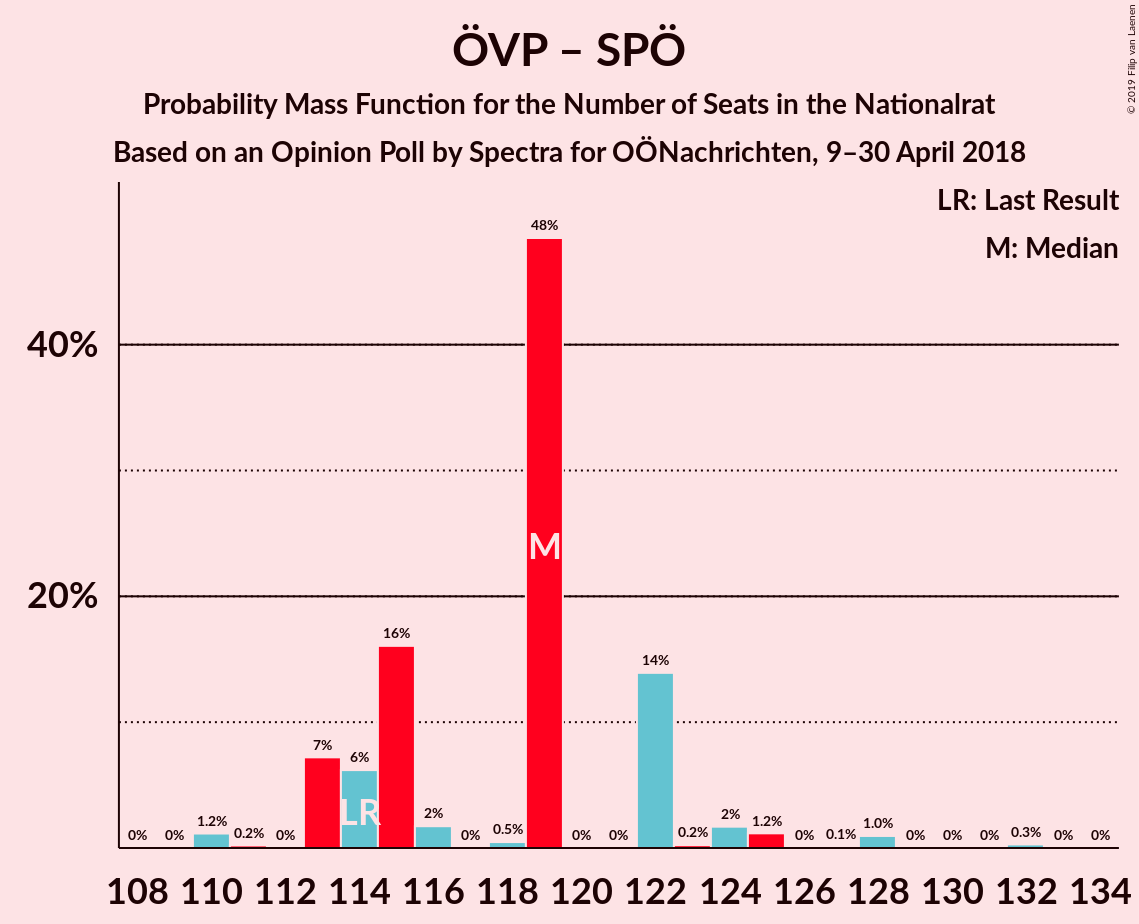 ÖVP – SPÖ
Probability Mass Function for the Number of Seats in the Nationalrat
Based on an Opinion Poll by Spectra for OÖNachrichten, 9–30 April 2018
© 2019 Filip van Laenen
LR: Last Result
M: Median
40%
20%
0% 0% 1.2% 0.2% 0% 7% 6% 16% 2% 0% 0.5% 48% 0% 0% 14% 0.2% 2% 1.2% 0% 0.1% 1.0% 0% 0% 0% 0.3% 0% 0%
LR
M
108 110 112 114 116 118 120 122 124 126 128 130 132 134